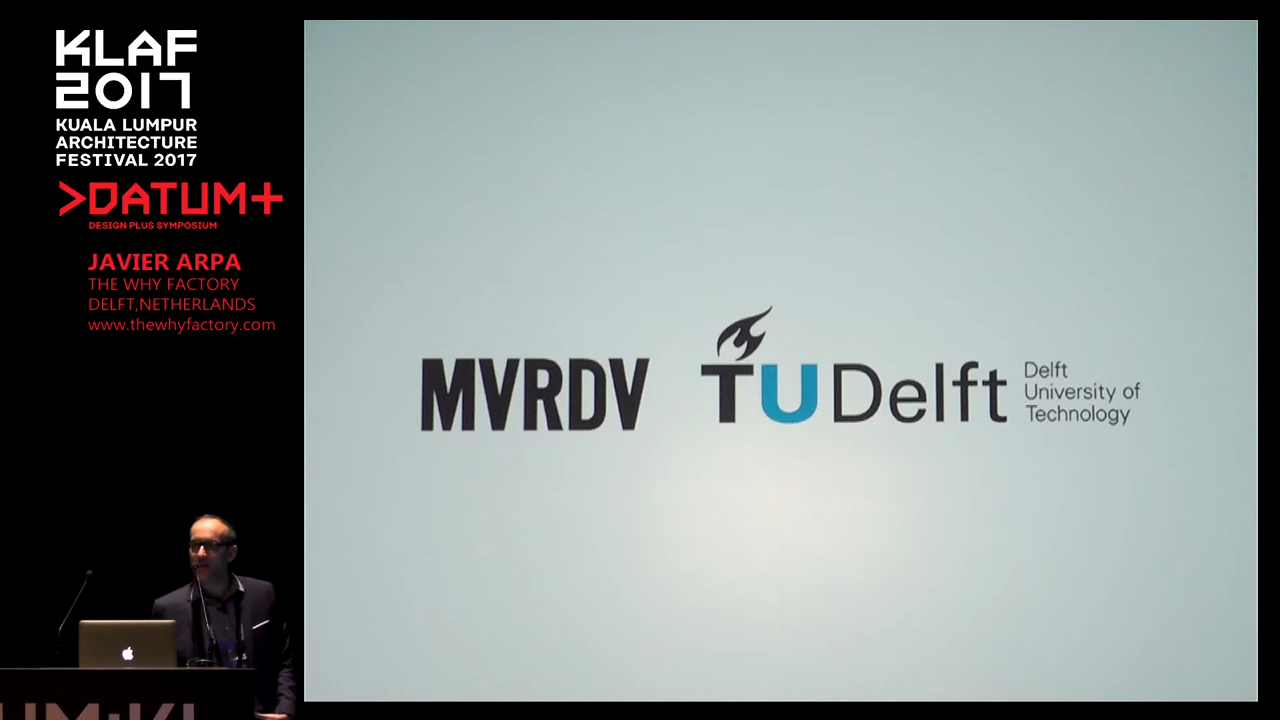 KLAF
2017
KUALA LUMPUR
ARCHITECTURE
FESTIVAL 2017
>DATUM+
DESIGN PLUS SYMPOSIUM
JAVIER ARPA
THE WHY FACTORY
DELFT,NETHERLANDS
www.thewhyfactory.com
MVRDV
TUDelft
Delft
University of
Technology